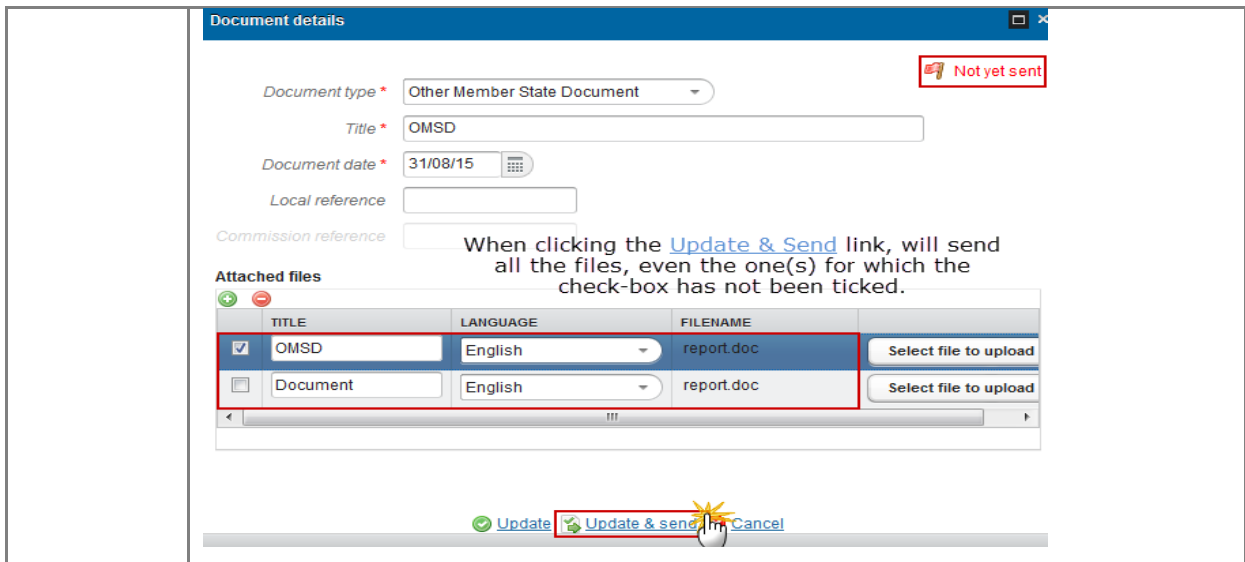 Document details
Not yet sent
Document type * Other Member State Document
Title * OMSD
Document date * 31/08/15
Local reference
Commission reference
When clicking the Update & Send link, will send
all the files, even the one(s) for which the
check-box has not been ticked.
Attached files
TITLE LANGUAGE FILENAME
OMSD English report.doc Select file to upload
Document English report.doc Select file to upload
Update Update & send Cancel